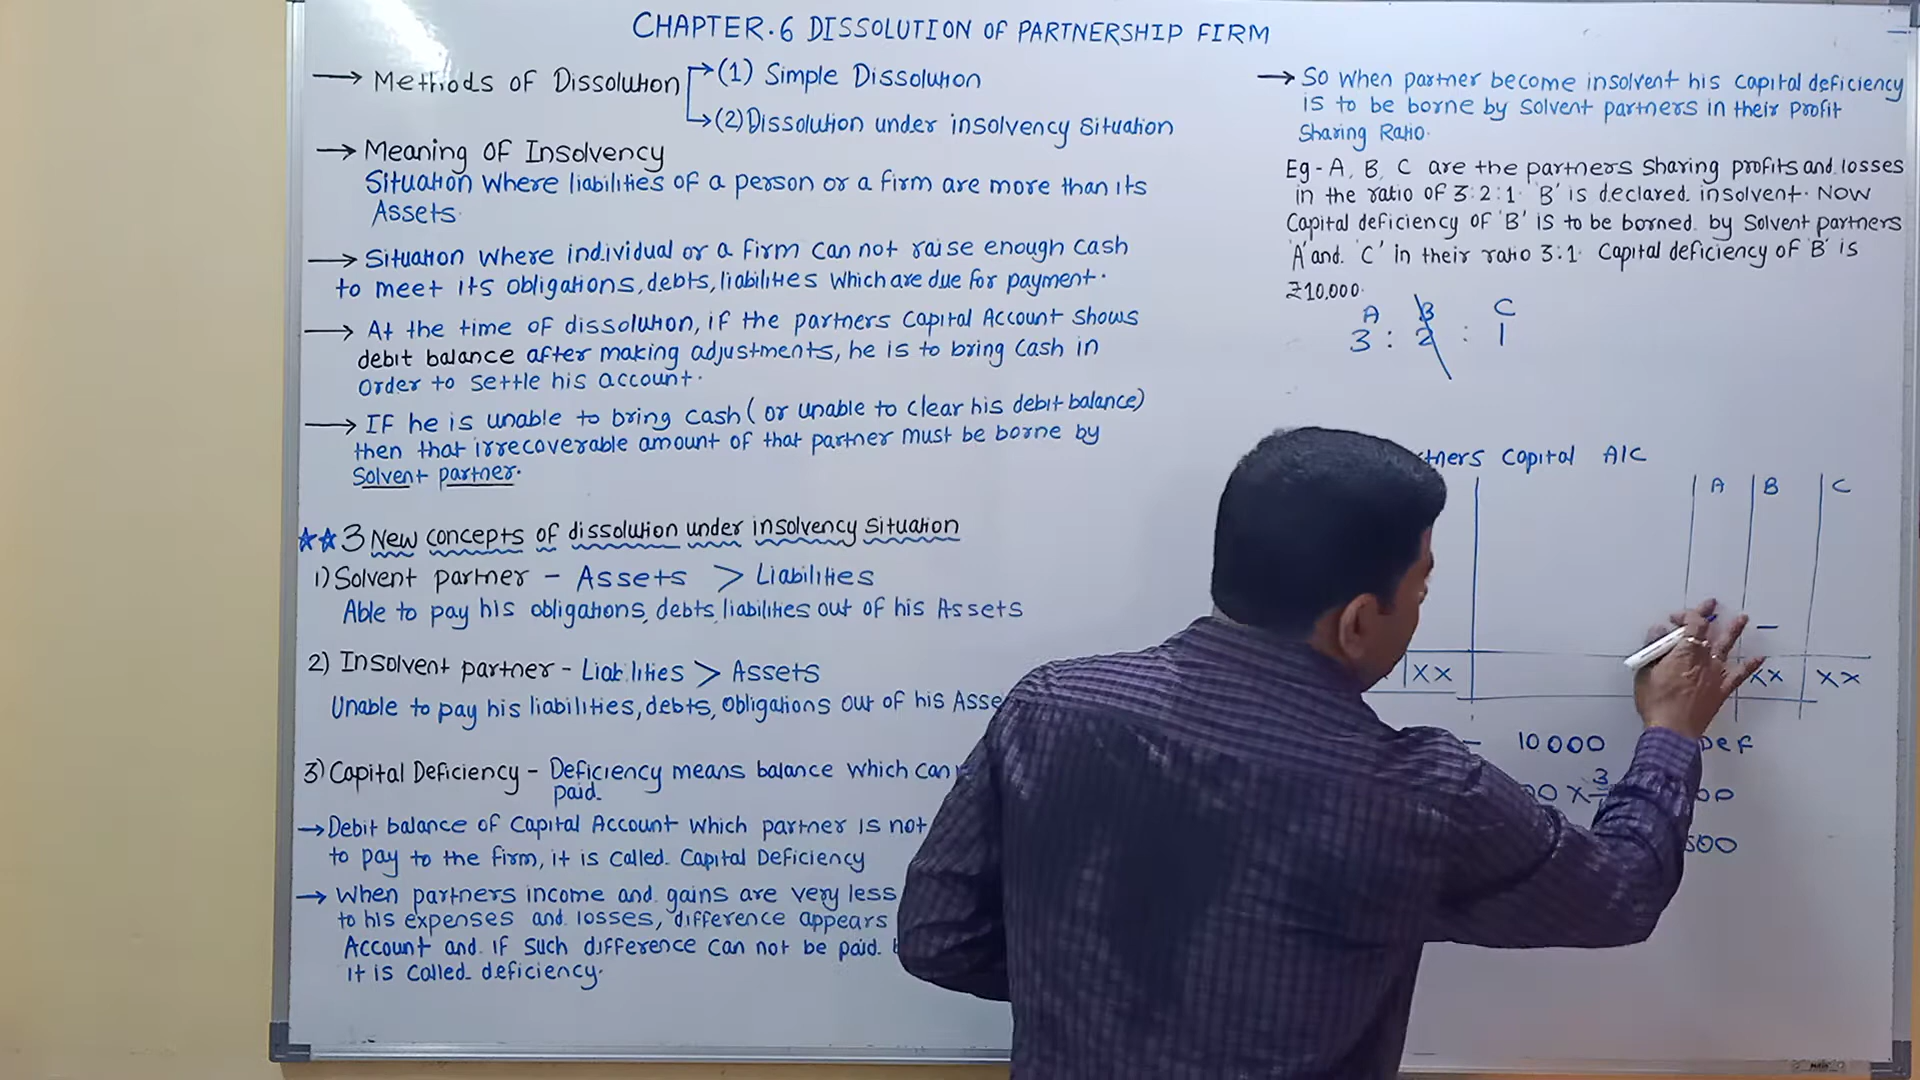 CHAPTER.6 DISSOLUTION OF PARTNERSHIP FIRM
→ Methods of Dissolution
→(1) Simple Dissolution
→(2) Dissolution under insolvency situation
→ Meaning OF Insolvency
Situation where liabilities of a person or a firm are more than its
Assets.
→ Situation where individual or a firm can not raise enough cash
to meet its obligations, debts, liabilities which are due for payment.
→ At the time of dissolution, if the partners capital Account shows
debit balance after making adjustments, he is to bring cash in
order to settle his account.
→ IF he is unable to bring cash (or unable to clear his debit balance)
then that irrecoverable amount of that partner must be borne by
Solvent partner.
★★ 3 New concepts of dissolution under insolvency situation
1) Solvent partner - Assets > Liabilities
Able to pay his obligations, debts, liabilities out of his Assets
2) Insolvent partner - Liabilities > Assets
Unable to pay his liabilities, debts, obligations out of his
3) Capital Deficiency - Deficiency means balance which
paid.
→ Debit balance of Capital Account which partner is not
to pay to the firm, it is called Capital Deficiency
→ When partners income and gains are very less
to his expenses and losses, difference appears
Account and if such difference can not be paid.
it is called deficiency.
→ So when partner become insolvent his capital deficiency
is to be borne by solvent partners in their profit
sharing Ratio.
Eg - A, B, C are the partners sharing profits and losses
in the ratio of 3:2:1. 'B' is declared insolvent. Now
Capital deficiency of 'B' is to be borned by solvent partners
'A' and 'C' in their ratio 3:1. Capital deficiency of 'B' is
₹10,000.
A B C
3 : 2 : 1
Capital A/C
A B C
—
XX XX XX
10000 Def